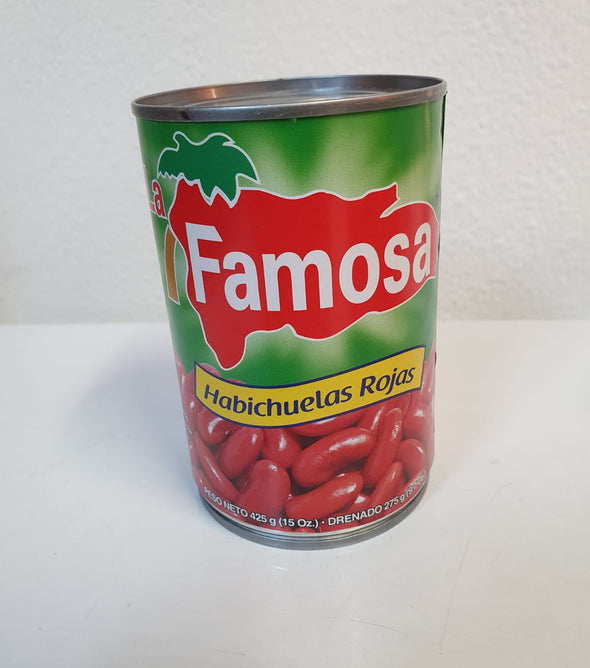 La
Famosa
Habichuelas Rojas
PESO NETO 425 g (15 Oz.) · DRENADO 275 g